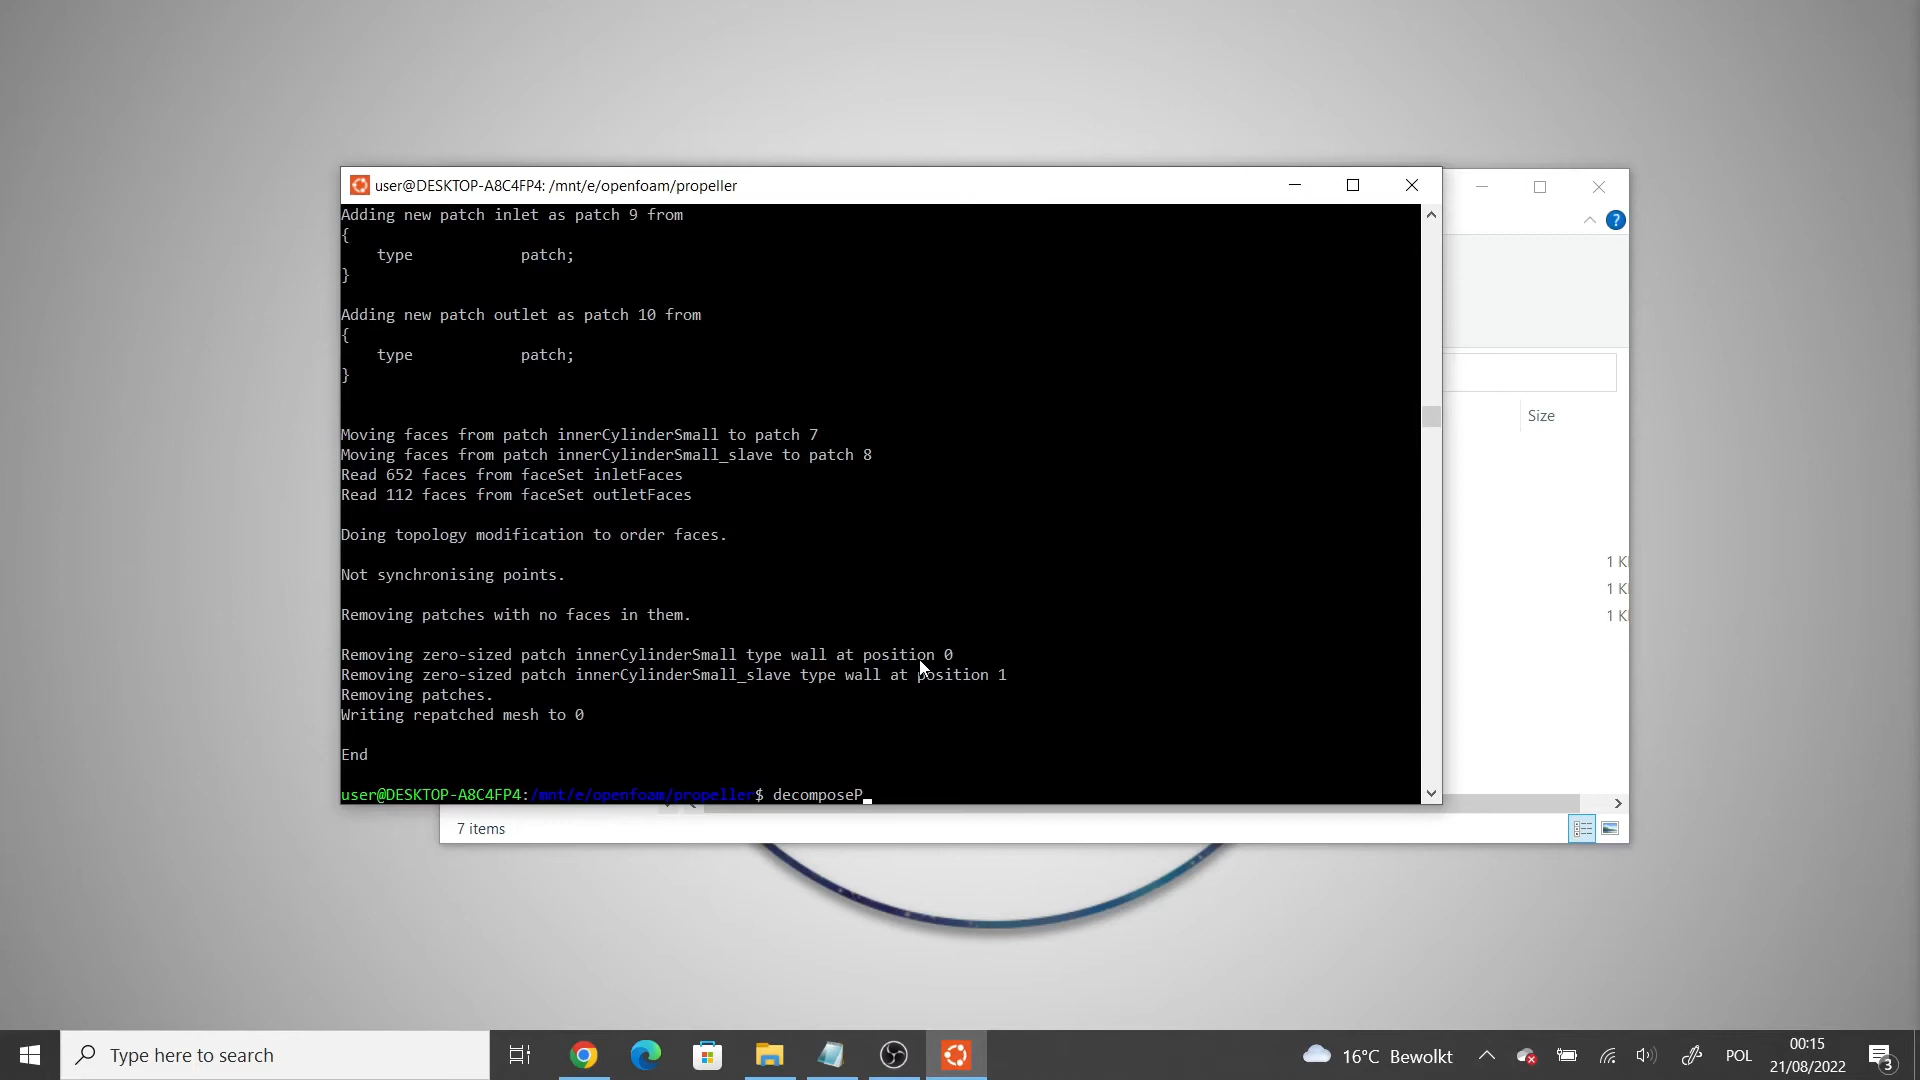 user@DESKTOP-A8C4FP4: /mnt/e/openfoam/propeller
Adding new patch inlet as patch 9 from
{
    type            patch;
}
Adding new patch outlet as patch 10 from
{
    type            patch;
}
Moving faces from patch innerCylinderSmall to patch 7
Moving faces from patch innerCylinderSmall_slave to patch 8
Read 652 faces from faceSet inletFaces
Read 112 faces from faceSet outletFaces
Doing topology modification to order faces.
Not synchronising points.
Removing patches with no faces in them.
Removing zero-sized patch innerCylinderSmall type wall at position 0
Removing zero-sized patch innerCylinderSmall_slave type wall at position 1
Removing patches.
Writing repatched mesh to 0
End
user@DESKTOP-A8C4FP4:/mnt/e/openfoam/propeller$ decomposeP_
?
Size
1 K
1 K
1 K
7 items
Type here to search
16°C Bewolkt
POL
00:15
21/08/2022
3